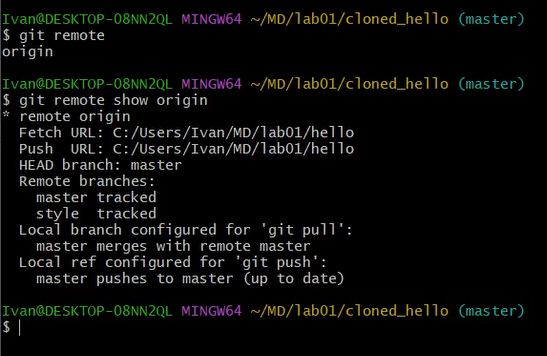 Ivan@DESKTOP-08NN2QL MINGW64 ~/MD/lab01/cloned_hello (master)
$ git remote
origin
Ivan@DESKTOP-08NN2QL MINGW64 ~/MD/lab01/cloned_hello (master)
$ git remote show origin
* remote origin
  Fetch URL: C:/Users/Ivan/MD/lab01/hello
  Push  URL: C:/Users/Ivan/MD/lab01/hello
  HEAD branch: master
  Remote branches:
    master tracked
    style  tracked
  Local branch configured for 'git pull':
    master merges with remote master
  Local ref configured for 'git push':
    master pushes to master (up to date)
Ivan@DESKTOP-08NN2QL MINGW64 ~/MD/lab01/cloned_hello (master)
$